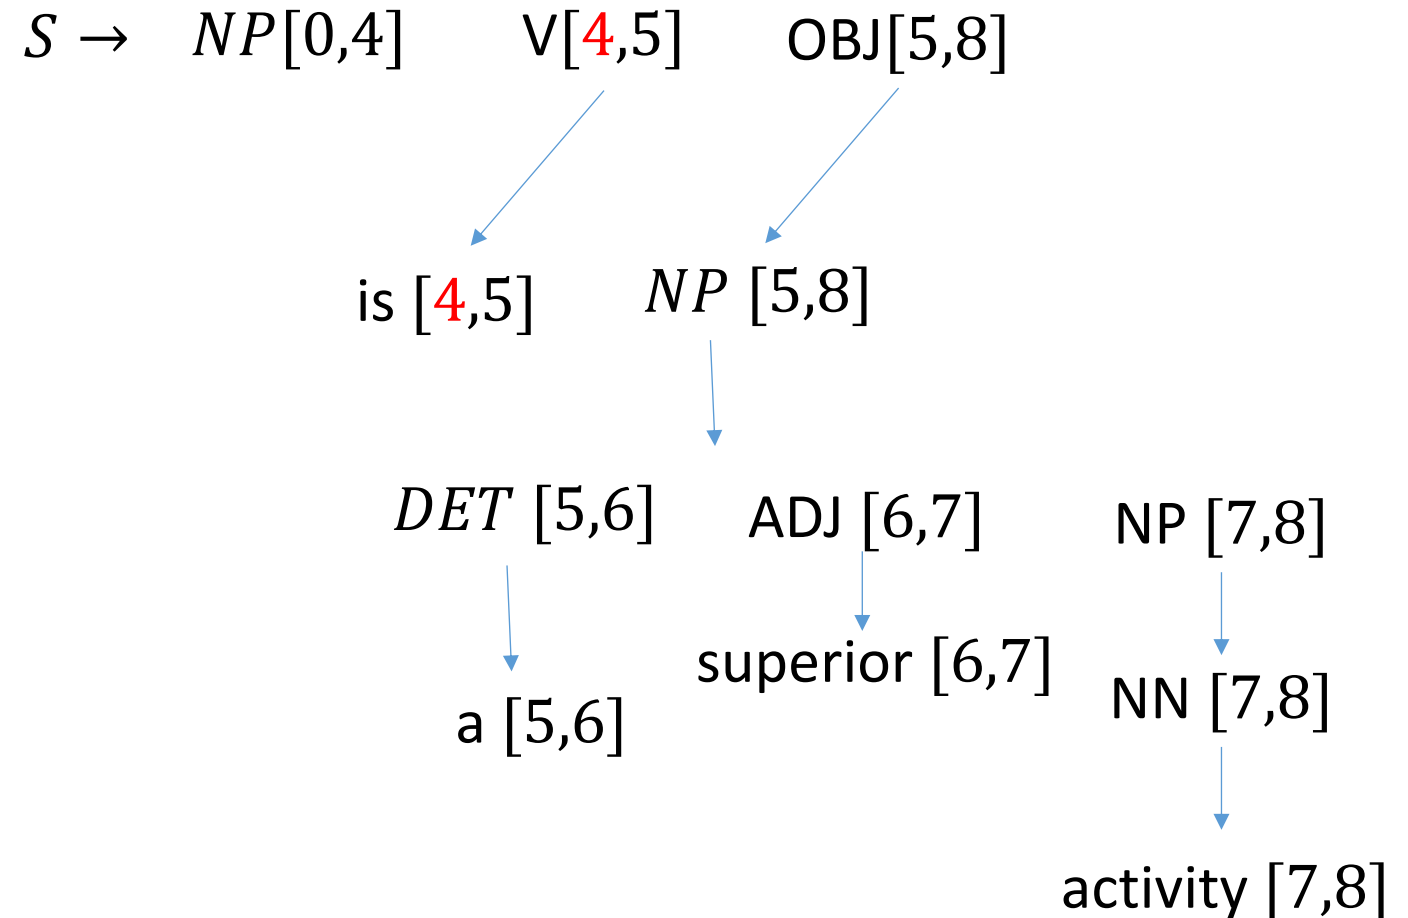 S → NP[0,4] V[4,5] OBJ[5,8]
is [4,5] NP [5,8]
DET [5,6] ADJ [6,7] NP [7,8]
superior [6,7]
a [5,6] NN [7,8]
activity [7,8]